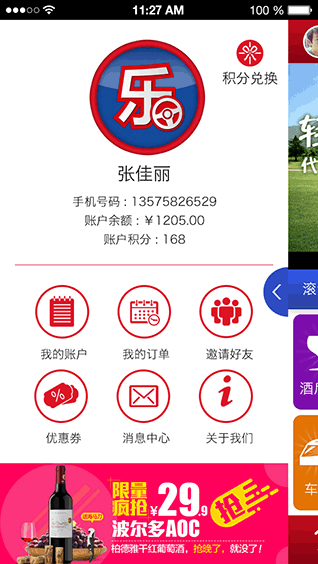 11:27 AM
100 %
乐
积分兑换
张佳丽
手机号码：13575826529
账户余额：￥1205.00
账户积分：168
轻
代
滚
我的账户
我的订单
邀请好友
酒店
优惠券
消息中心
关于我们
车
限量
疯抢
¥29.9
抢
波尔多AOC
柏德雅干红葡萄酒，抢晚了，就没了！